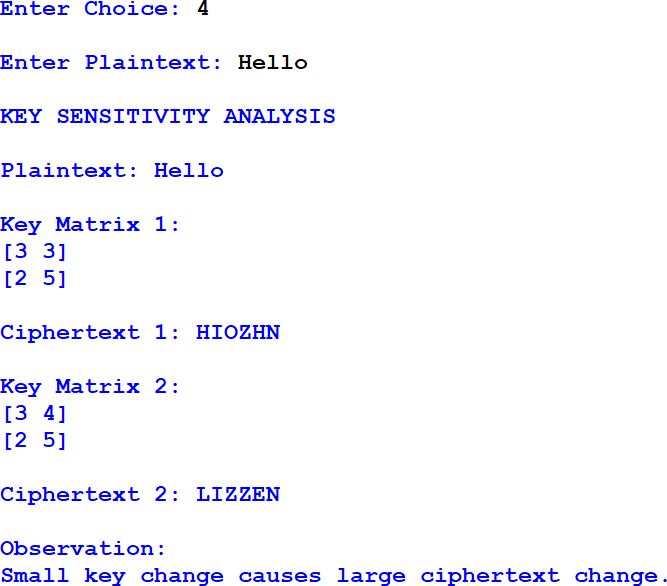 Enter Choice: 4
Enter Plaintext: Hello
KEY SENSITIVITY ANALYSIS
Plaintext: Hello
Key Matrix 1:
[3 3]
[2 5]
Ciphertext 1: HIOZHN
Key Matrix 2:
[3 4]
[2 5]
Ciphertext 2: LIZZEN
Observation:
Small key change causes large ciphertext change.